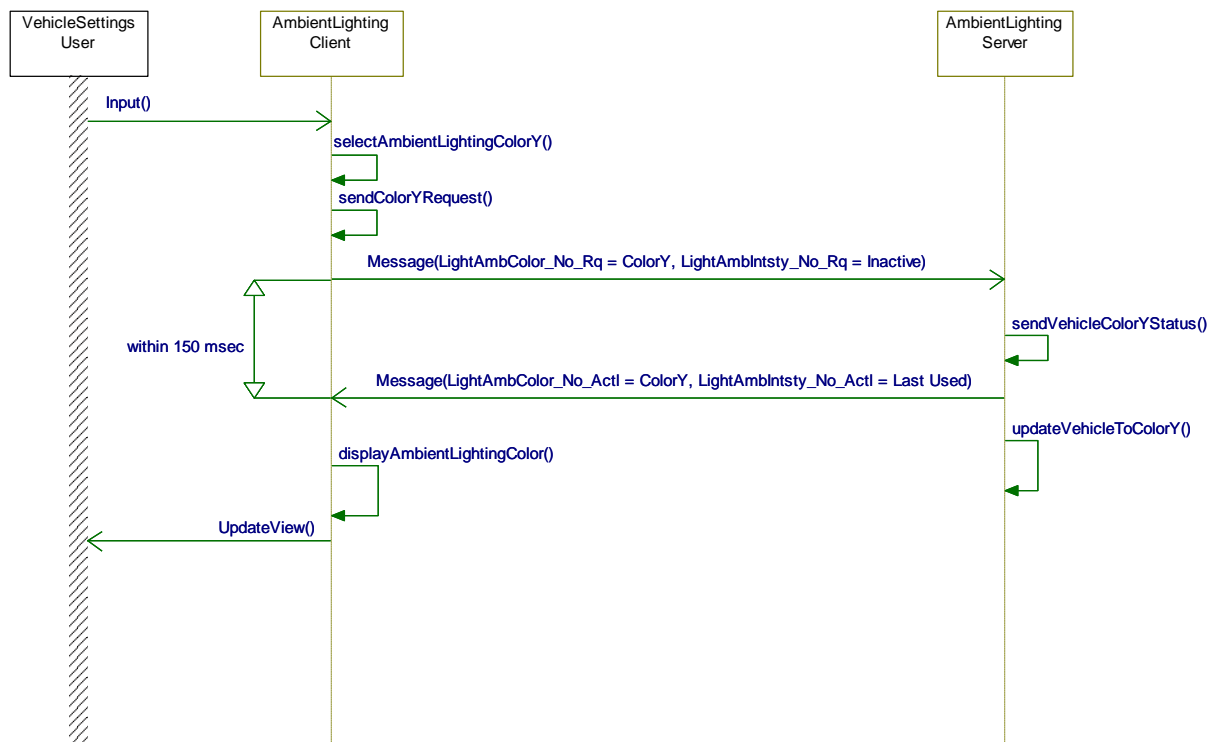 VehicleSettings
User
AmbientLighting
Client
AmbientLighting
Server
Input()
selectAmbientLightingColorY()
sendColorYRequest()
Message(LightAmbColor_No_Rq = ColorY, LightAmbIntsty_No_Rq = Inactive)
sendVehicleColorYStatus()
within 150 msec
Message(LightAmbColor_No_Actl = ColorY, LightAmbIntsty_No_Actl = Last Used)
updateVehicleToColorY()
displayAmbientLightingColor()
UpdateView()